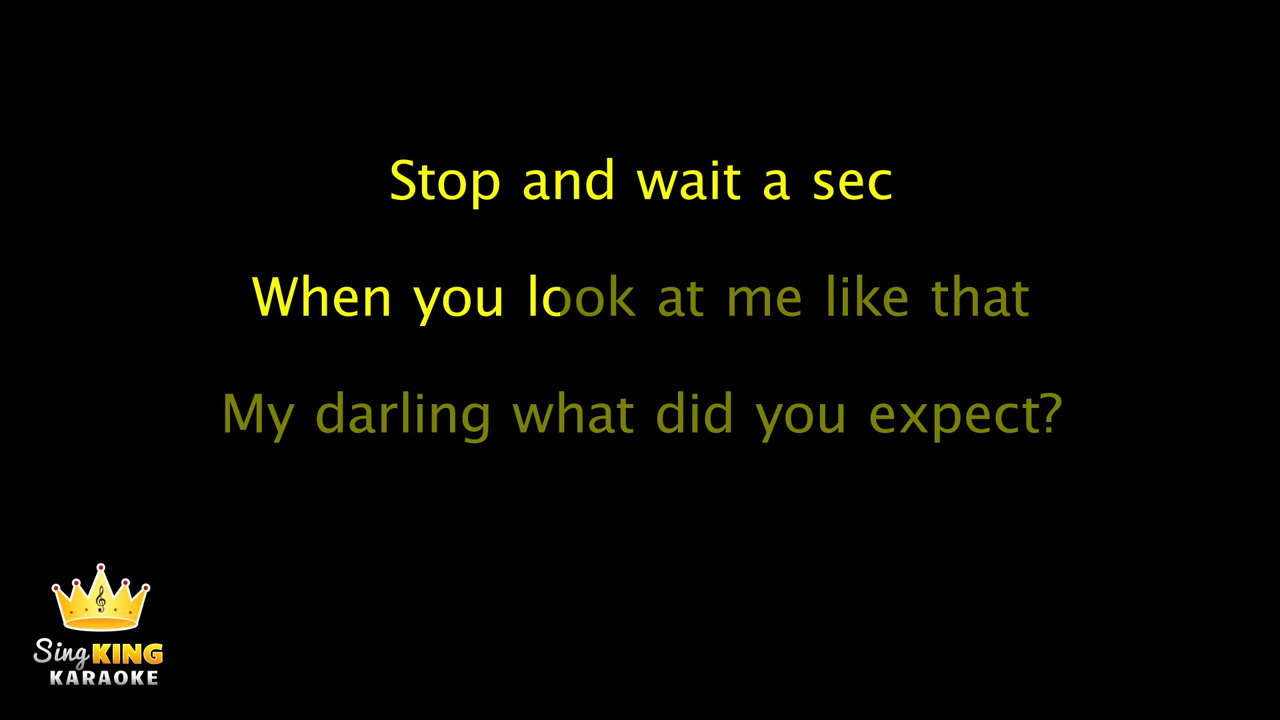 Stop and wait a sec
When you look at me like that
My darling what did you expect?
Sing KING
KARAOKE